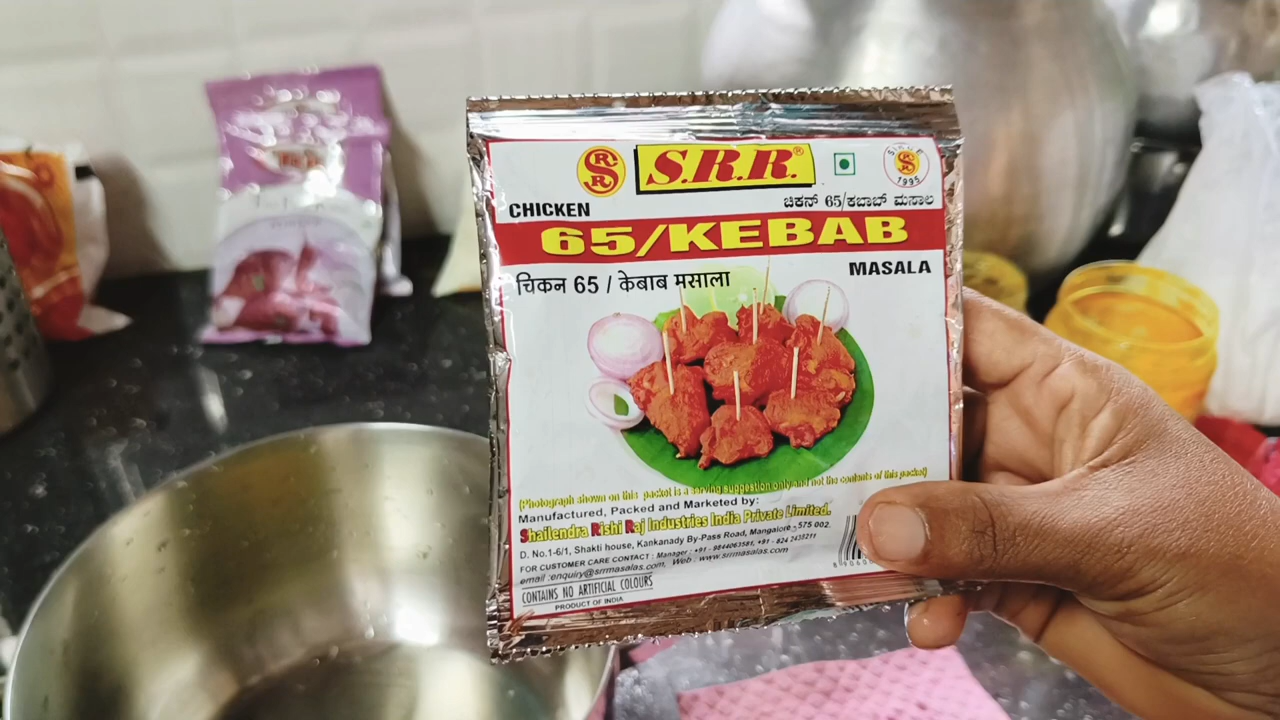 S.R.R.®
SINCE
1995
CHICKEN
ಚಿಕನ್ 65/ಕಬಾಬ್ ಮಸಾಲ
65/KEBAB
MASALA
चिकन 65 / केबाब मसाला
(Photograph shown on this packet is a serving suggestion only and not the contents of this packet)
Manufactured, Packed and Marketed by:
Shailendra Rishi Raj Industries India Private Limited.
D. No.1-6/1, Shakti house, Kankanady By-Pass Road, Mangalore - 575 002.
FOR CUSTOMER CARE CONTACT : Manager : +91 - 9844063581, +91 - 824 2435211
email :enquiry@srrmasalas.com, Web : www.srrmasalas.com
CONTAINS NO ARTIFICIAL COLOURS
PRODUCT OF INDIA